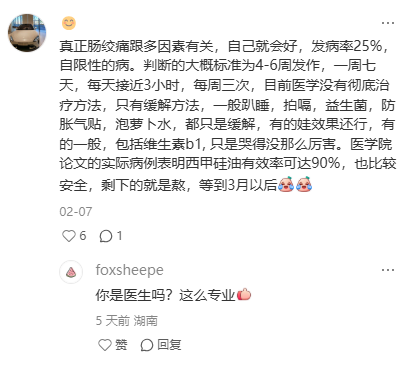 真正肠绞痛跟多因素有关，自己就会好，发病率25%，
自限性的病。判断的大概标准为4-6周发作，一周七
天，每天接近3小时，每周三次，目前医学没有彻底治
疗方法，只有缓解方法，一般趴睡，拍嗝，益生菌，防
胀气贴，泡萝卜水，都只是缓解，有的娃效果还行，有
的一般，包括维生素b1, 只是哭得没那么厉害。医学院
论文的实际病例表明西甲硅油有效率可达90%，也比较
安全，剩下的就是熬，等到3月以后
02-07
6 1
foxsheepe
你是医生吗？这么专业
5 天前 湖南
赞 回复